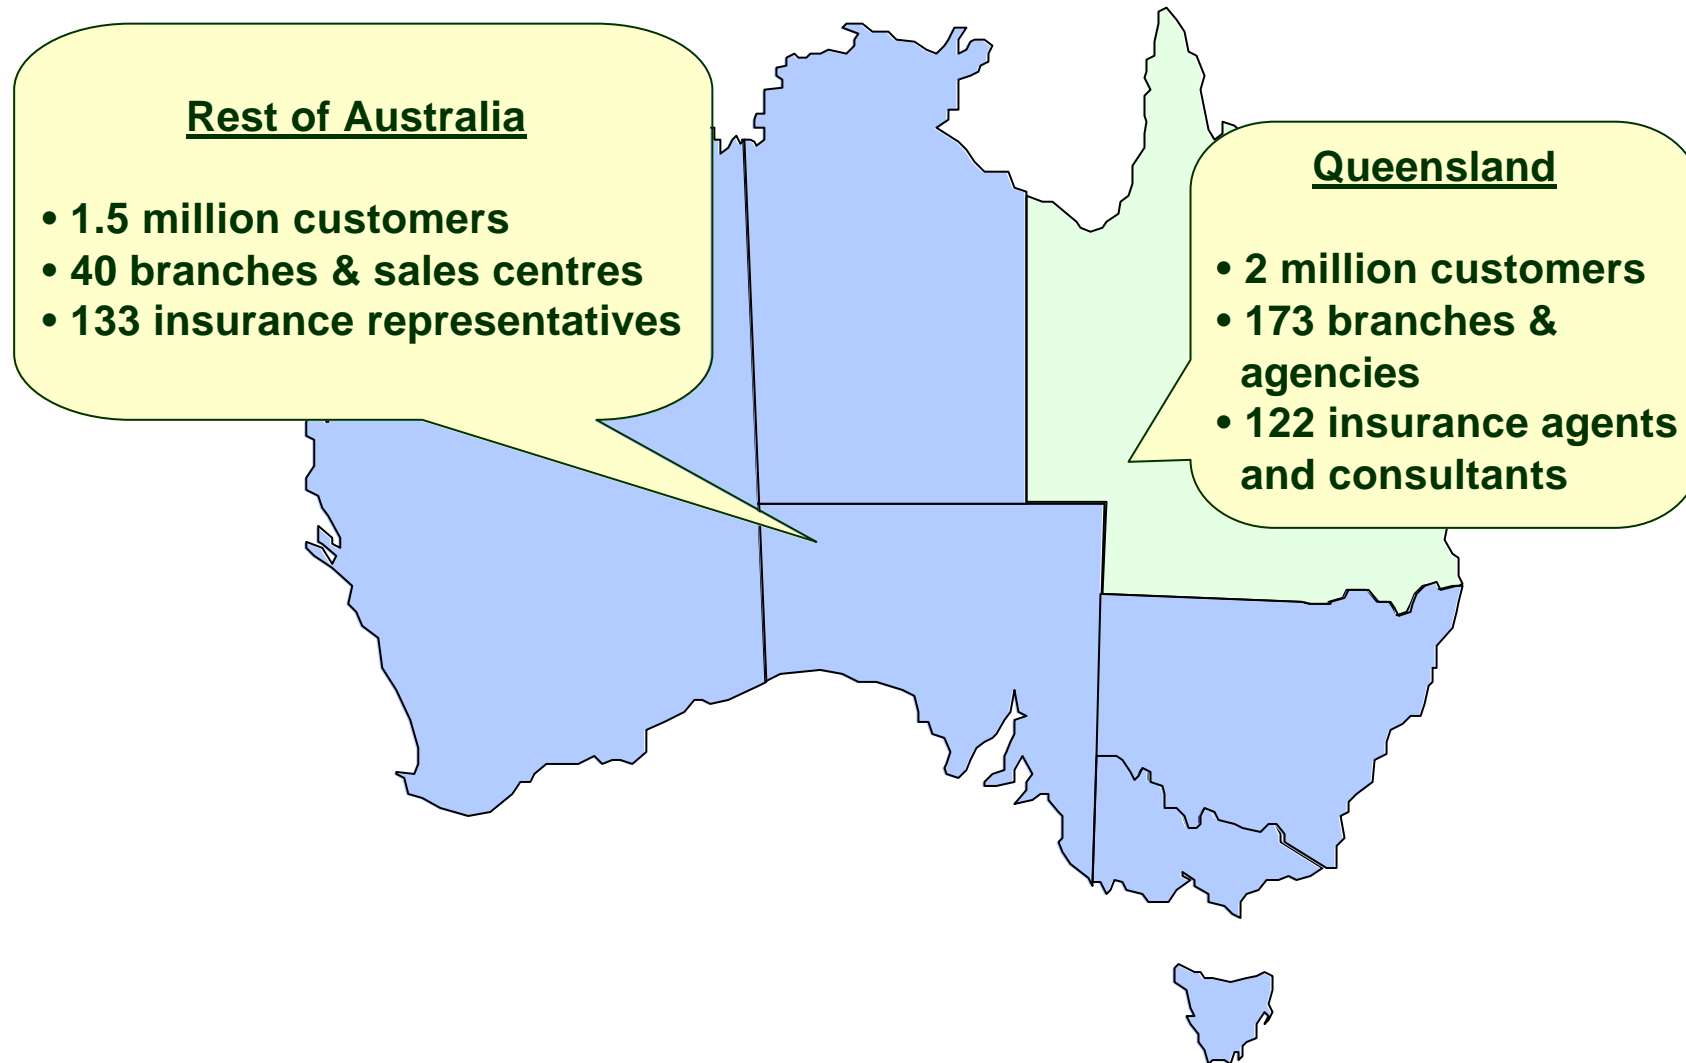 Rest of Australia
• 1.5 million customers
• 40 branches & sales centres
• 133 insurance representatives
Queensland
• 2 million customers
• 173 branches &
agencies
• 122 insurance agents
and consultants